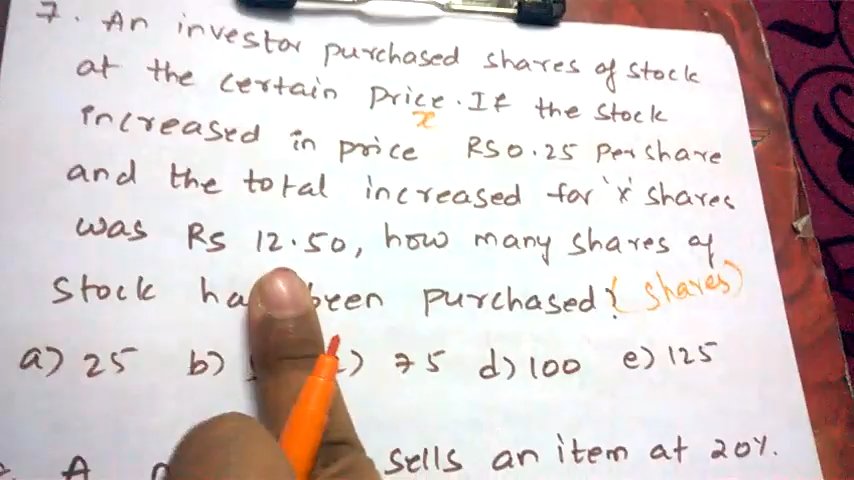 7. An investor purchased shares of stock
at the certain price. If the stock
x
increased in price RS 0.25 per share
and the total increased for 'x' shares
was Rs 12.50, how many shares of
stock been purchased? (shares)
a) 25 b) 75 d) 100 e) 125
A sells an item at 20%.